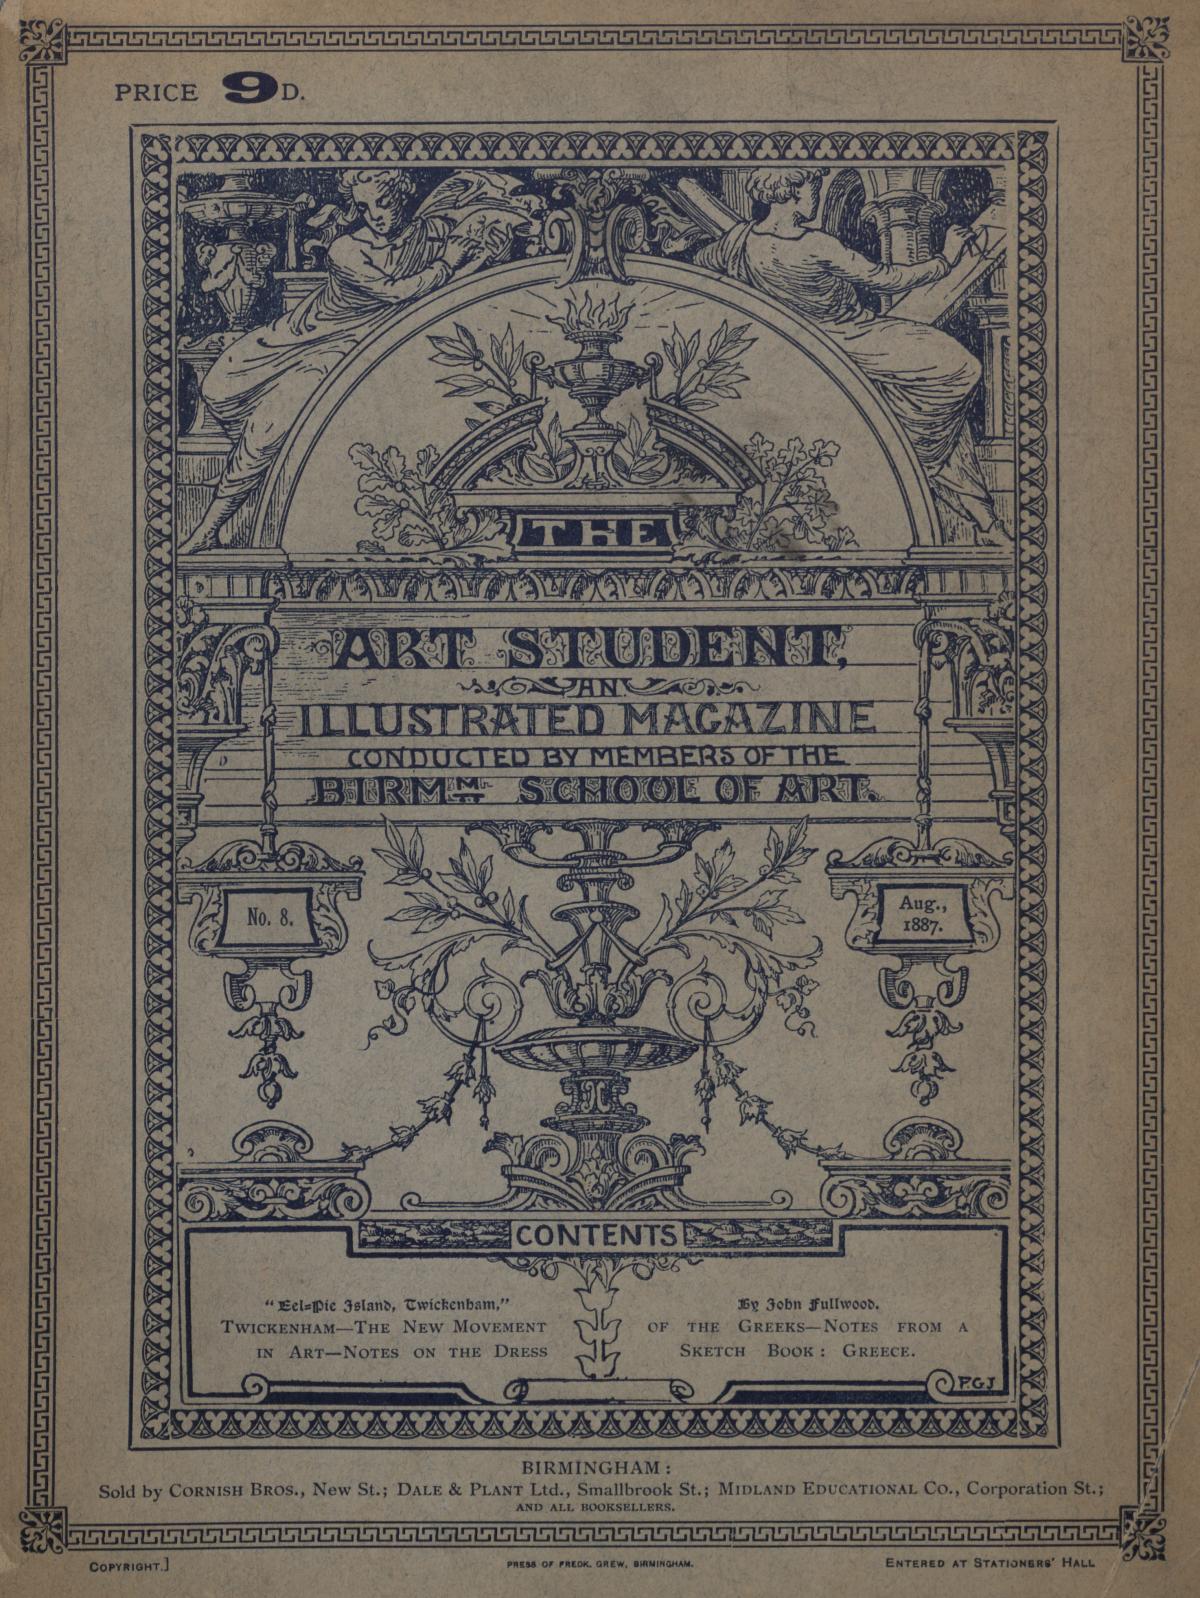 PRICE 9D.
THE
ART STUDENT,
AN
ILLUSTRATED MAGAZINE
CONDUCTED BY MEMBERS OF THE
BIRMM SCHOOL OF ART.
No. 8.
Aug.,
1887.
CONTENTS
"Eel=Pie Island, Twickenham," By John Fullwood.
TWICKENHAM—THE NEW MOVEMENT OF THE GREEKS—NOTES FROM A
IN ART—NOTES ON THE DRESS SKETCH BOOK: GREECE.
P.G.J
BIRMINGHAM:
Sold by CORNISH BROS., New St.; DALE & PLANT Ltd., Smallbrook St.; MIDLAND EDUCATIONAL Co., Corporation St.;
AND ALL BOOKSELLERS.
COPYRIGHT.] PRESS OF FREDK. GREW, BIRMINGHAM. ENTERED AT STATIONERS' HALL